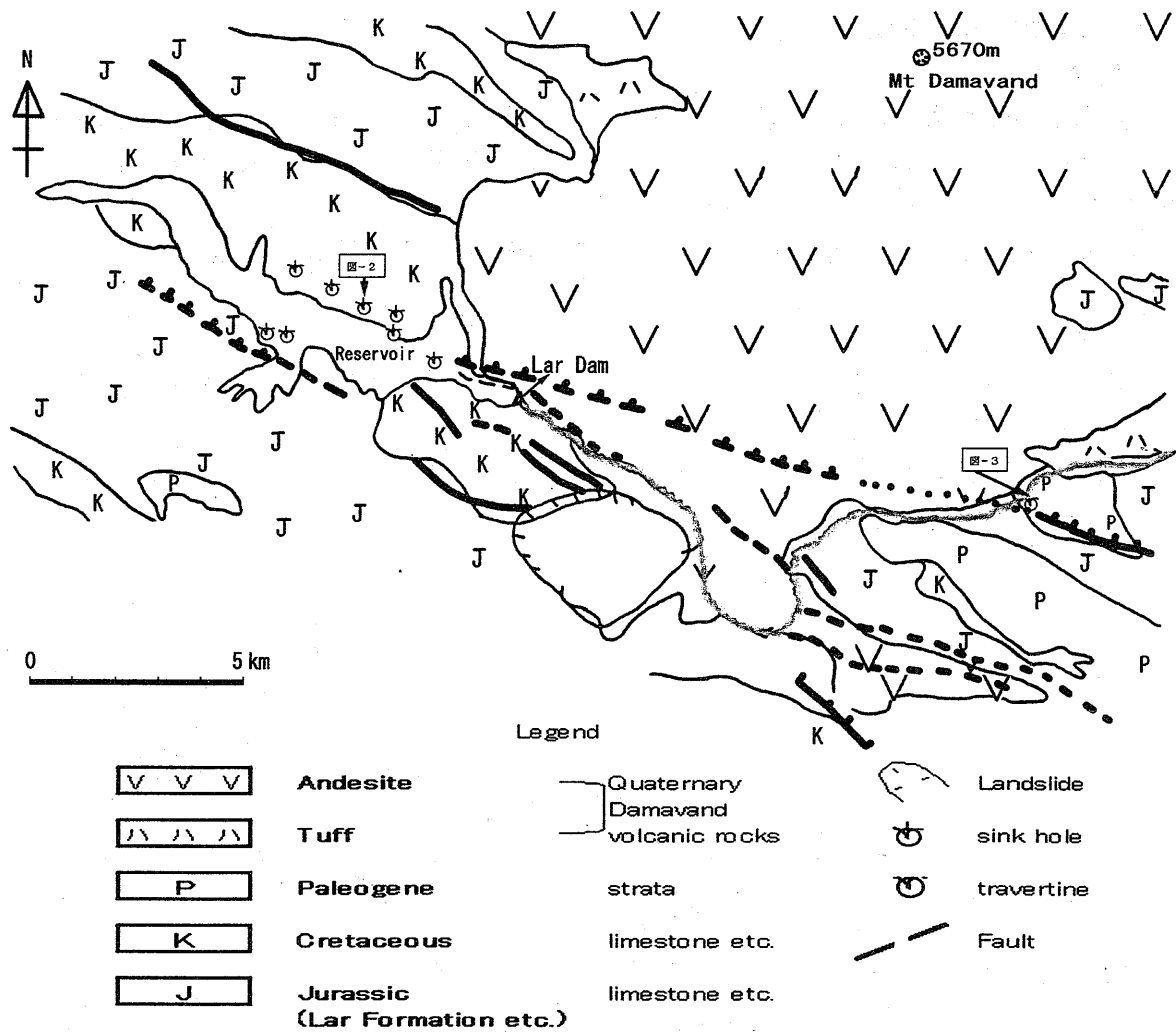 5670m
Mt Damavand
N
図-2
Reservoir
Lar Dam
図-3
0 5 km
Legend
Andesite
Tuff
Quaternary
Damavand
volcanic rocks
P Paleogene strata
K Cretaceous limestone etc.
J Jurassic limestone etc.
(Lar Formation etc.)
Landslide
sink hole
travertine
Fault
K
J
K
J
J
J
J
K
K
J
J
K
J
K
K
K
K
K
K
K
K
J
J
J
J
J
J
J
K
K
K
K
K
K
J
J
J
J
K
K
P
J
J
J
J
P
J
P
J
P
J
K
P
J
P
K